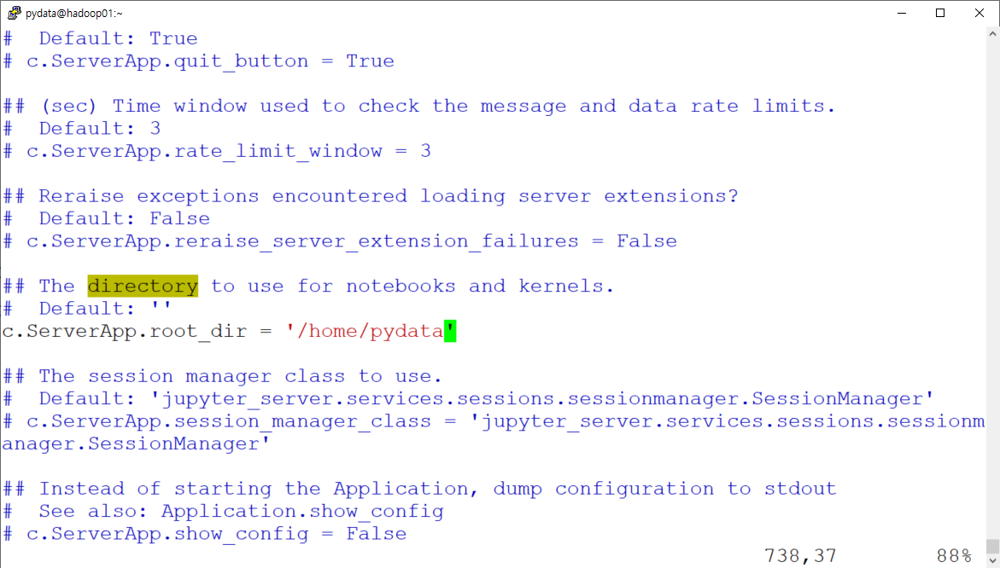 pydata@hadoop01:~
#  Default: True
# c.ServerApp.quit_button = True
## (sec) Time window used to check the message and data rate limits.
#  Default: 3
# c.ServerApp.rate_limit_window = 3
## Reraise exceptions encountered loading server extensions?
#  Default: False
# c.ServerApp.reraise_server_extension_failures = False
## The directory to use for notebooks and kernels.
#  Default: ''
c.ServerApp.root_dir = '/home/pydata'
## The session manager class to use.
#  Default: 'jupyter_server.services.sessions.sessionmanager.SessionManager'
# c.ServerApp.session_manager_class = 'jupyter_server.services.sessions.sessionm
anager.SessionManager'
## Instead of starting the Application, dump configuration to stdout
#  See also: Application.show_config
# c.ServerApp.show_config = False
738,37 88%